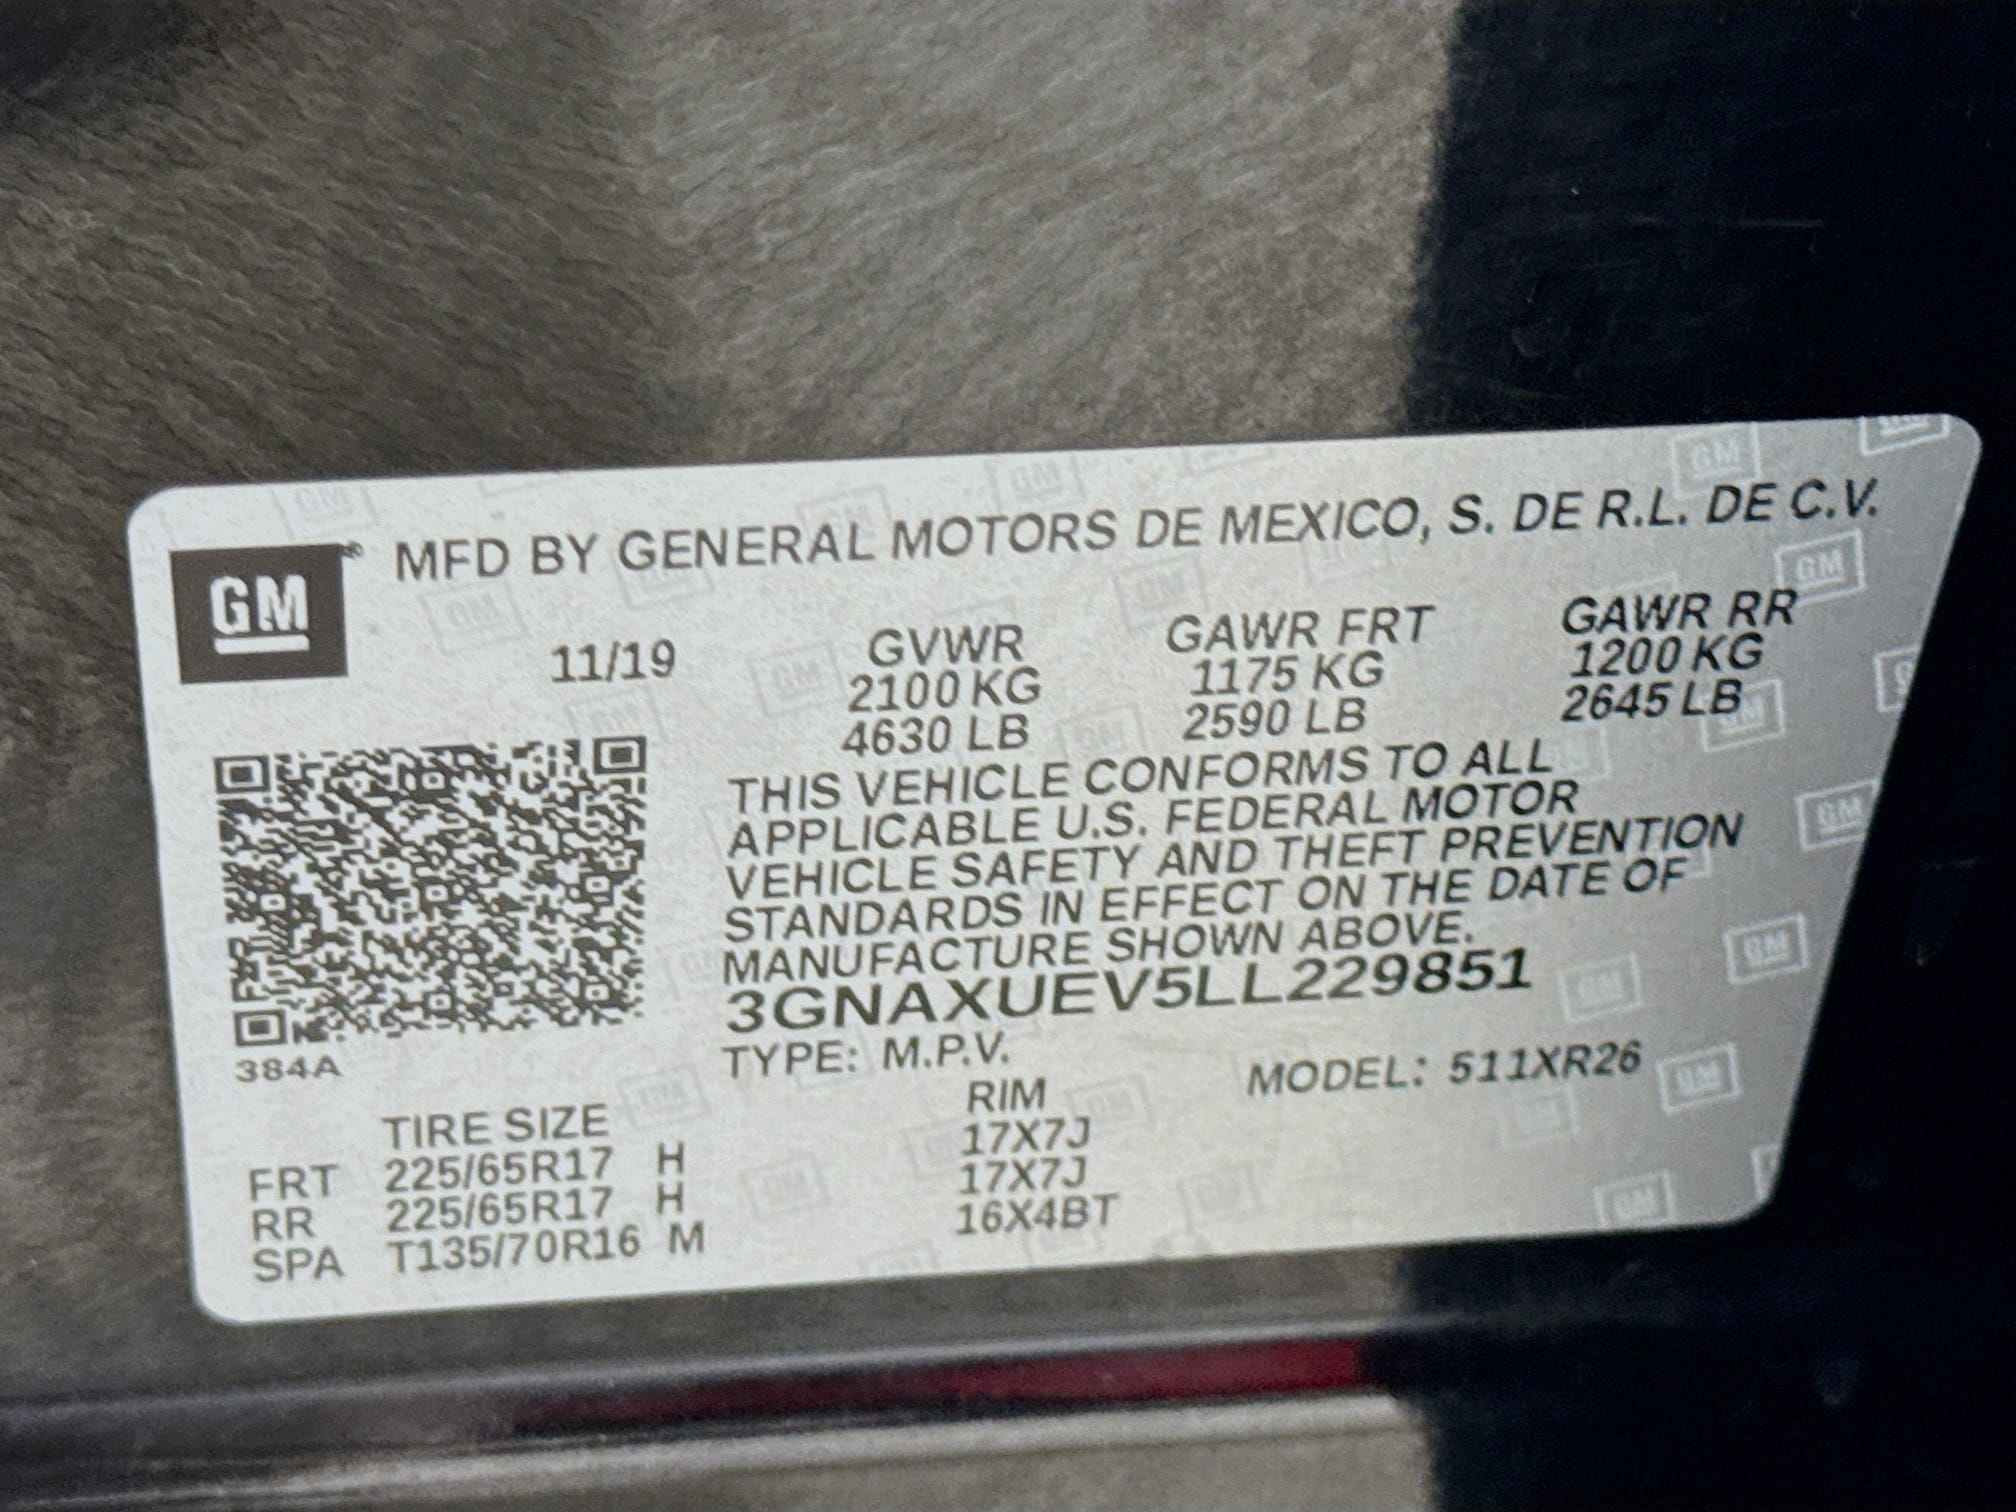 GM® MFD BY GENERAL MOTORS DE MEXICO, S. DE R.L. DE C.V.
11/19
GVWR GAWR FRT GAWR RR
2100 KG 1175 KG 1200 KG
4630 LB 2590 LB 2645 LB
THIS VEHICLE CONFORMS TO ALL
APPLICABLE U.S. FEDERAL MOTOR
VEHICLE SAFETY AND THEFT PREVENTION
STANDARDS IN EFFECT ON THE DATE OF
MANUFACTURE SHOWN ABOVE.
3GNAXUEV5LL229851
384A
TYPE: M.P.V. MODEL: 511XR26
TIRE SIZE RIM
FRT 225/65R17 H 17X7J
RR 225/65R17 H 17X7J
SPA T135/70R16 M 16X4BT